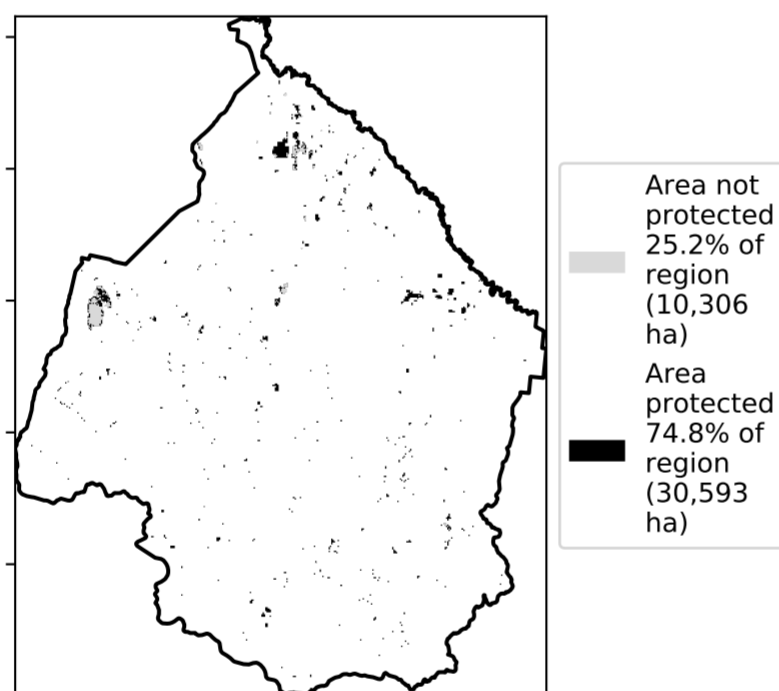 Area not
protected
25.2% of
region
(10,306
ha)
Area
protected
74.8% of
region
(30,593
ha)